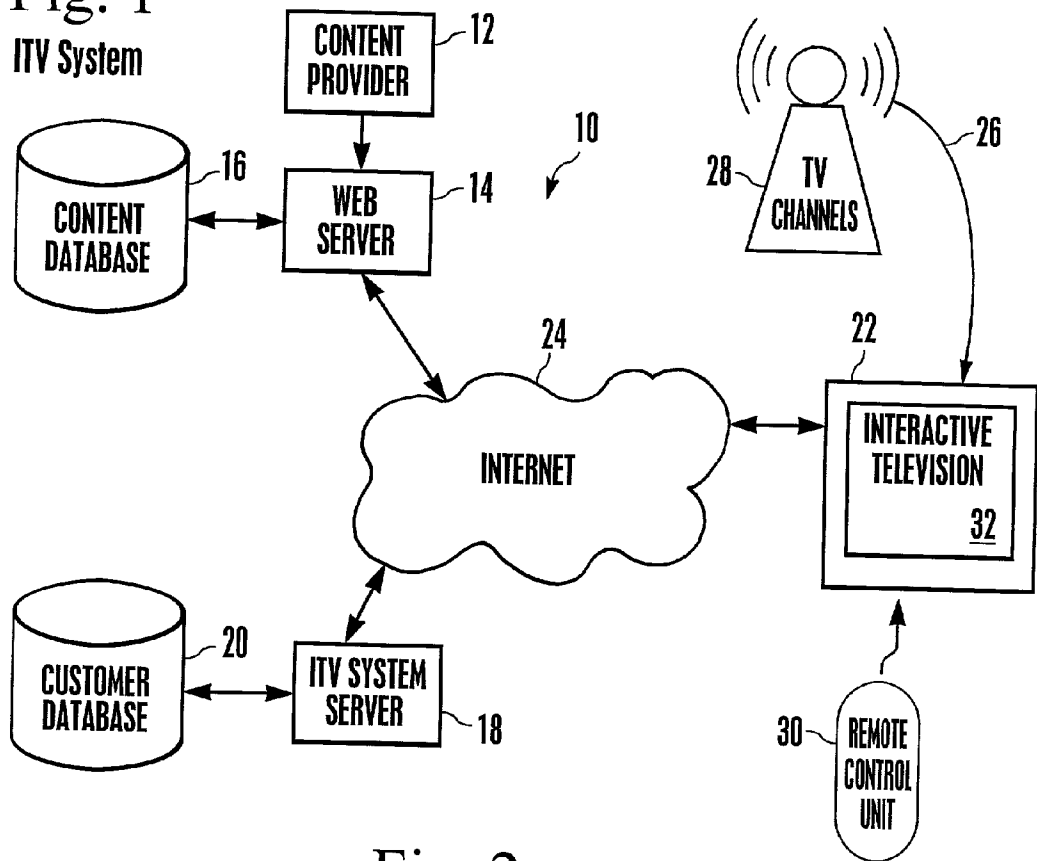 Fig. 1
ITV System
CONTENT
PROVIDER
12
10
16
CONTENT
DATABASE
WEB
SERVER
14
28
TV
CHANNELS
26
24
INTERNET
22
INTERACTIVE
TELEVISION
32
20
CUSTOMER
DATABASE
ITV SYSTEM
SERVER
18
30
REMOTE
CONTROL
UNIT
Fig. 2